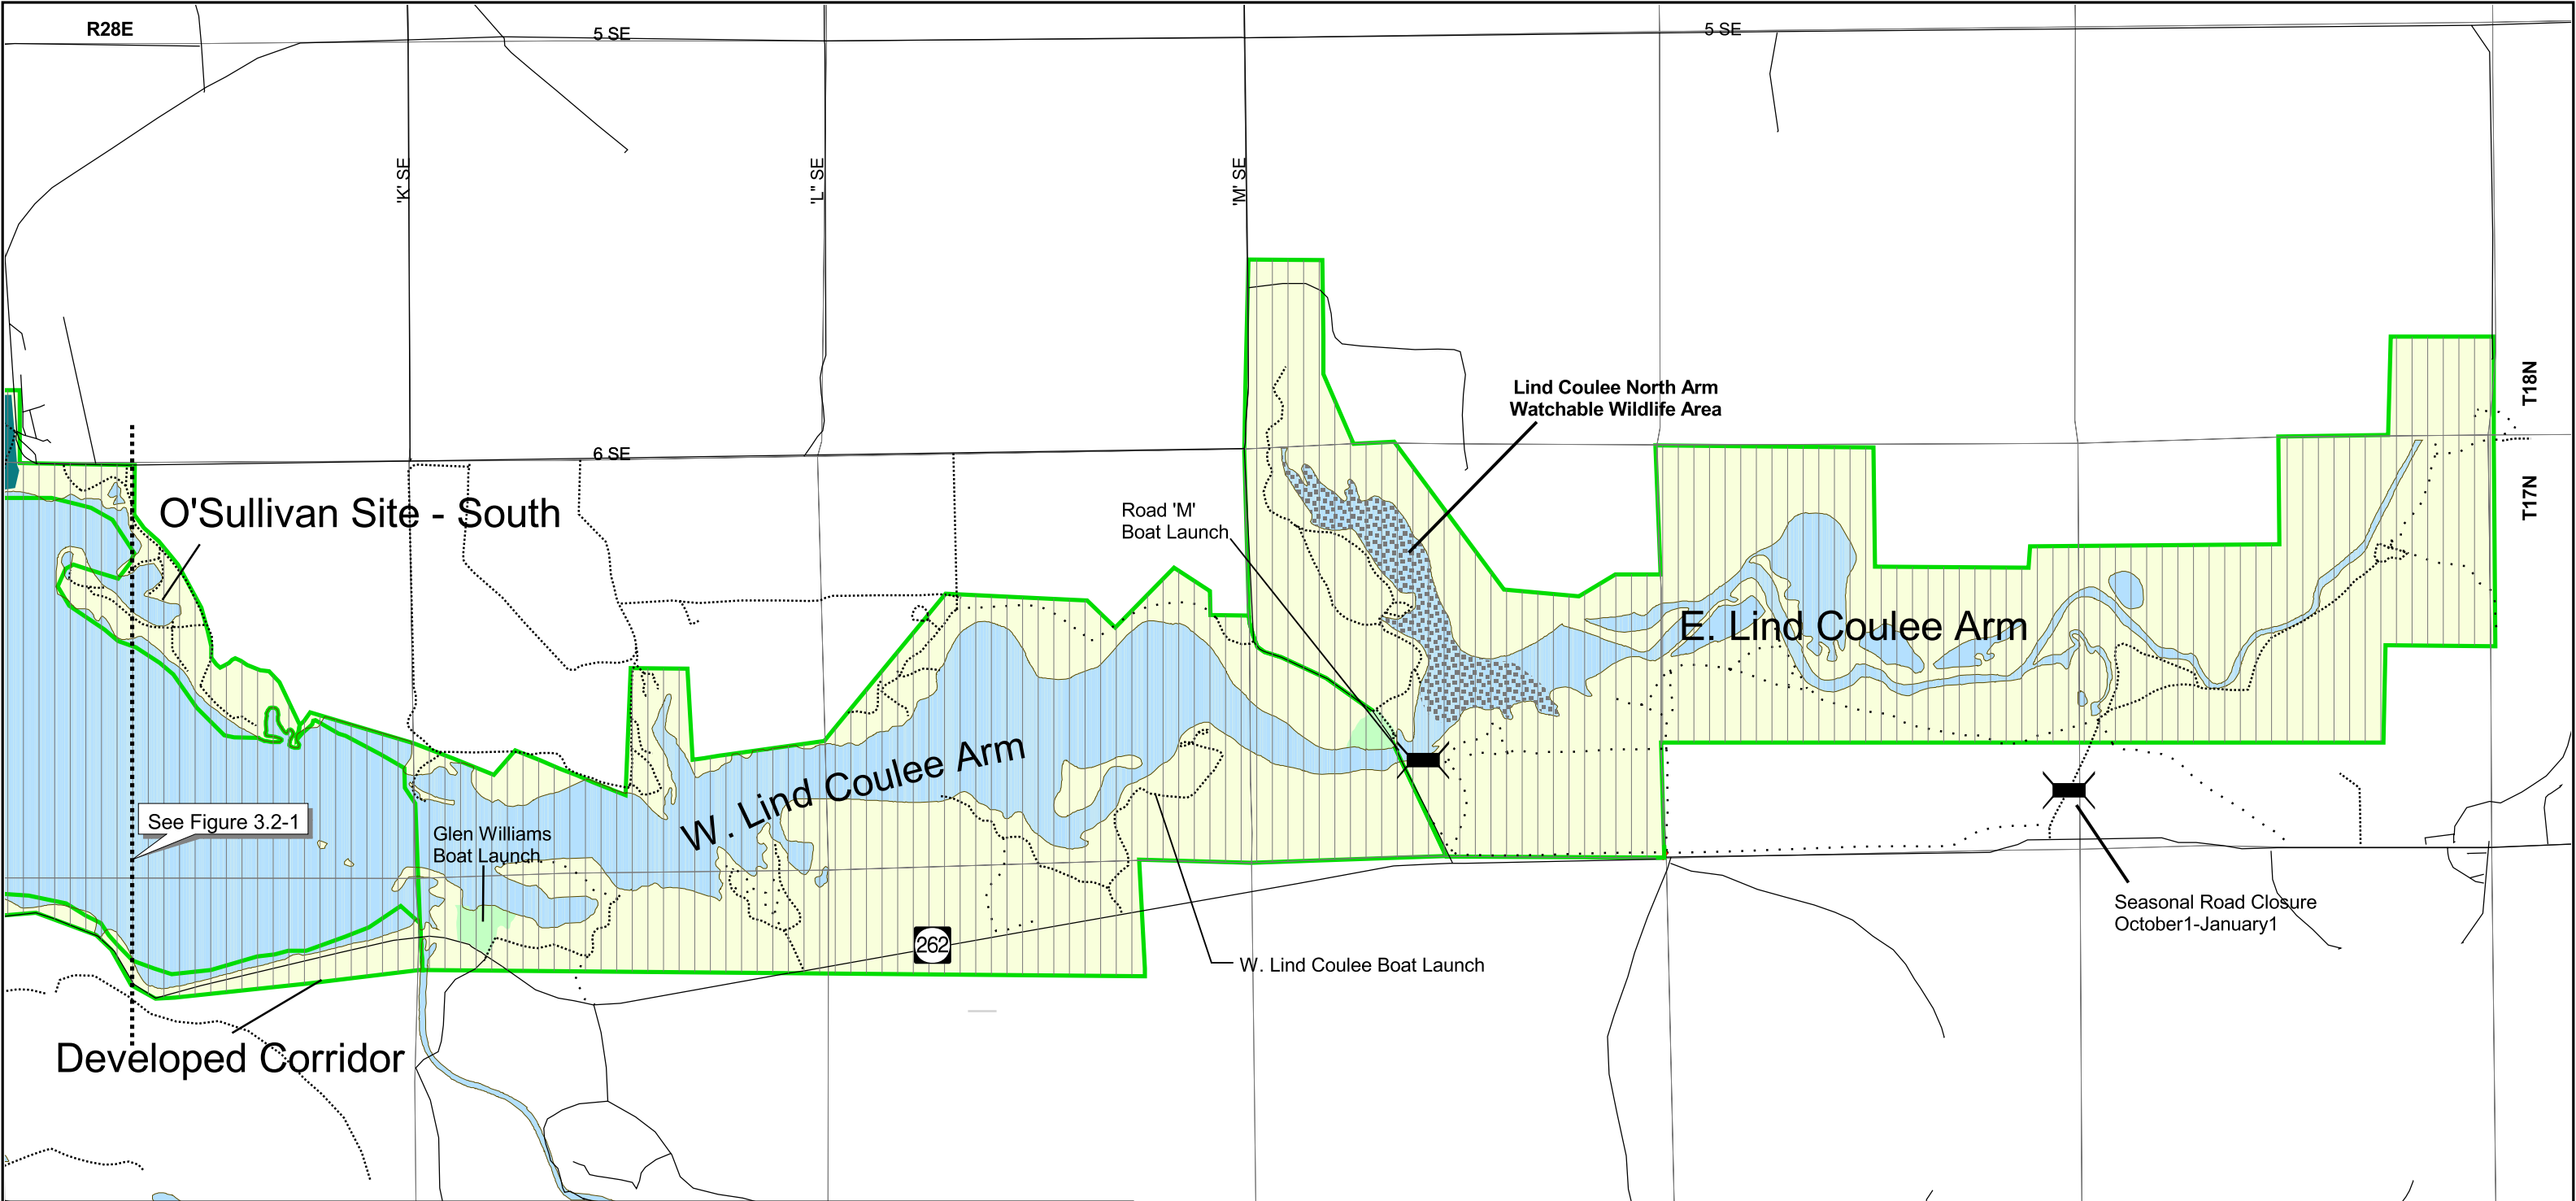 R28E
5 SE
5 SE
'K' SE
'L" SE
'M' SE
Lind Coulee North Arm
Watchable Wildlife Area
T18N
T17N
6 SE
O'Sullivan Site - South
Road 'M'
Boat Launch
E. Lind Coulee Arm
W. Lind Coulee Arm
See Figure 3.2-1
Glen Williams
Boat Launch
262
W. Lind Coulee Boat Launch
Seasonal Road Closure
October1-January1
Developed Corridor